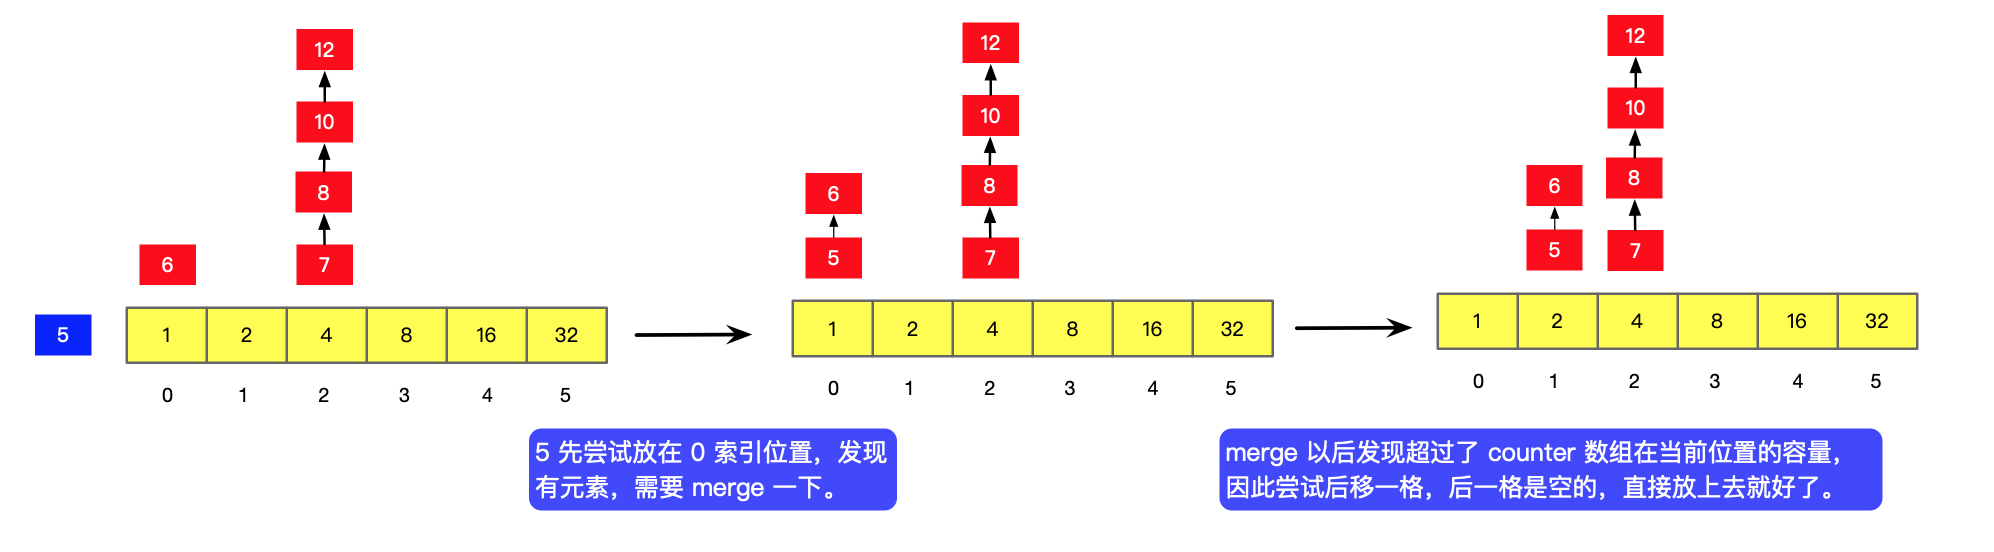 12
10
8
6
7
5
1 2 4 8 16 32
0 1 2 3 4 5
12
10
6
8
5
7
1 2 4 8 16 32
0 1 2 3 4 5
12
10
6
8
5
7
1 2 4 8 16 32
0 1 2 3 4 5
5 先尝试放在 0 索引位置，发现
有元素，需要 merge 一下。
merge 以后发现超过了 counter 数组在当前位置的容量，
因此尝试后移一格，后一格是空的，直接放上去就好了。